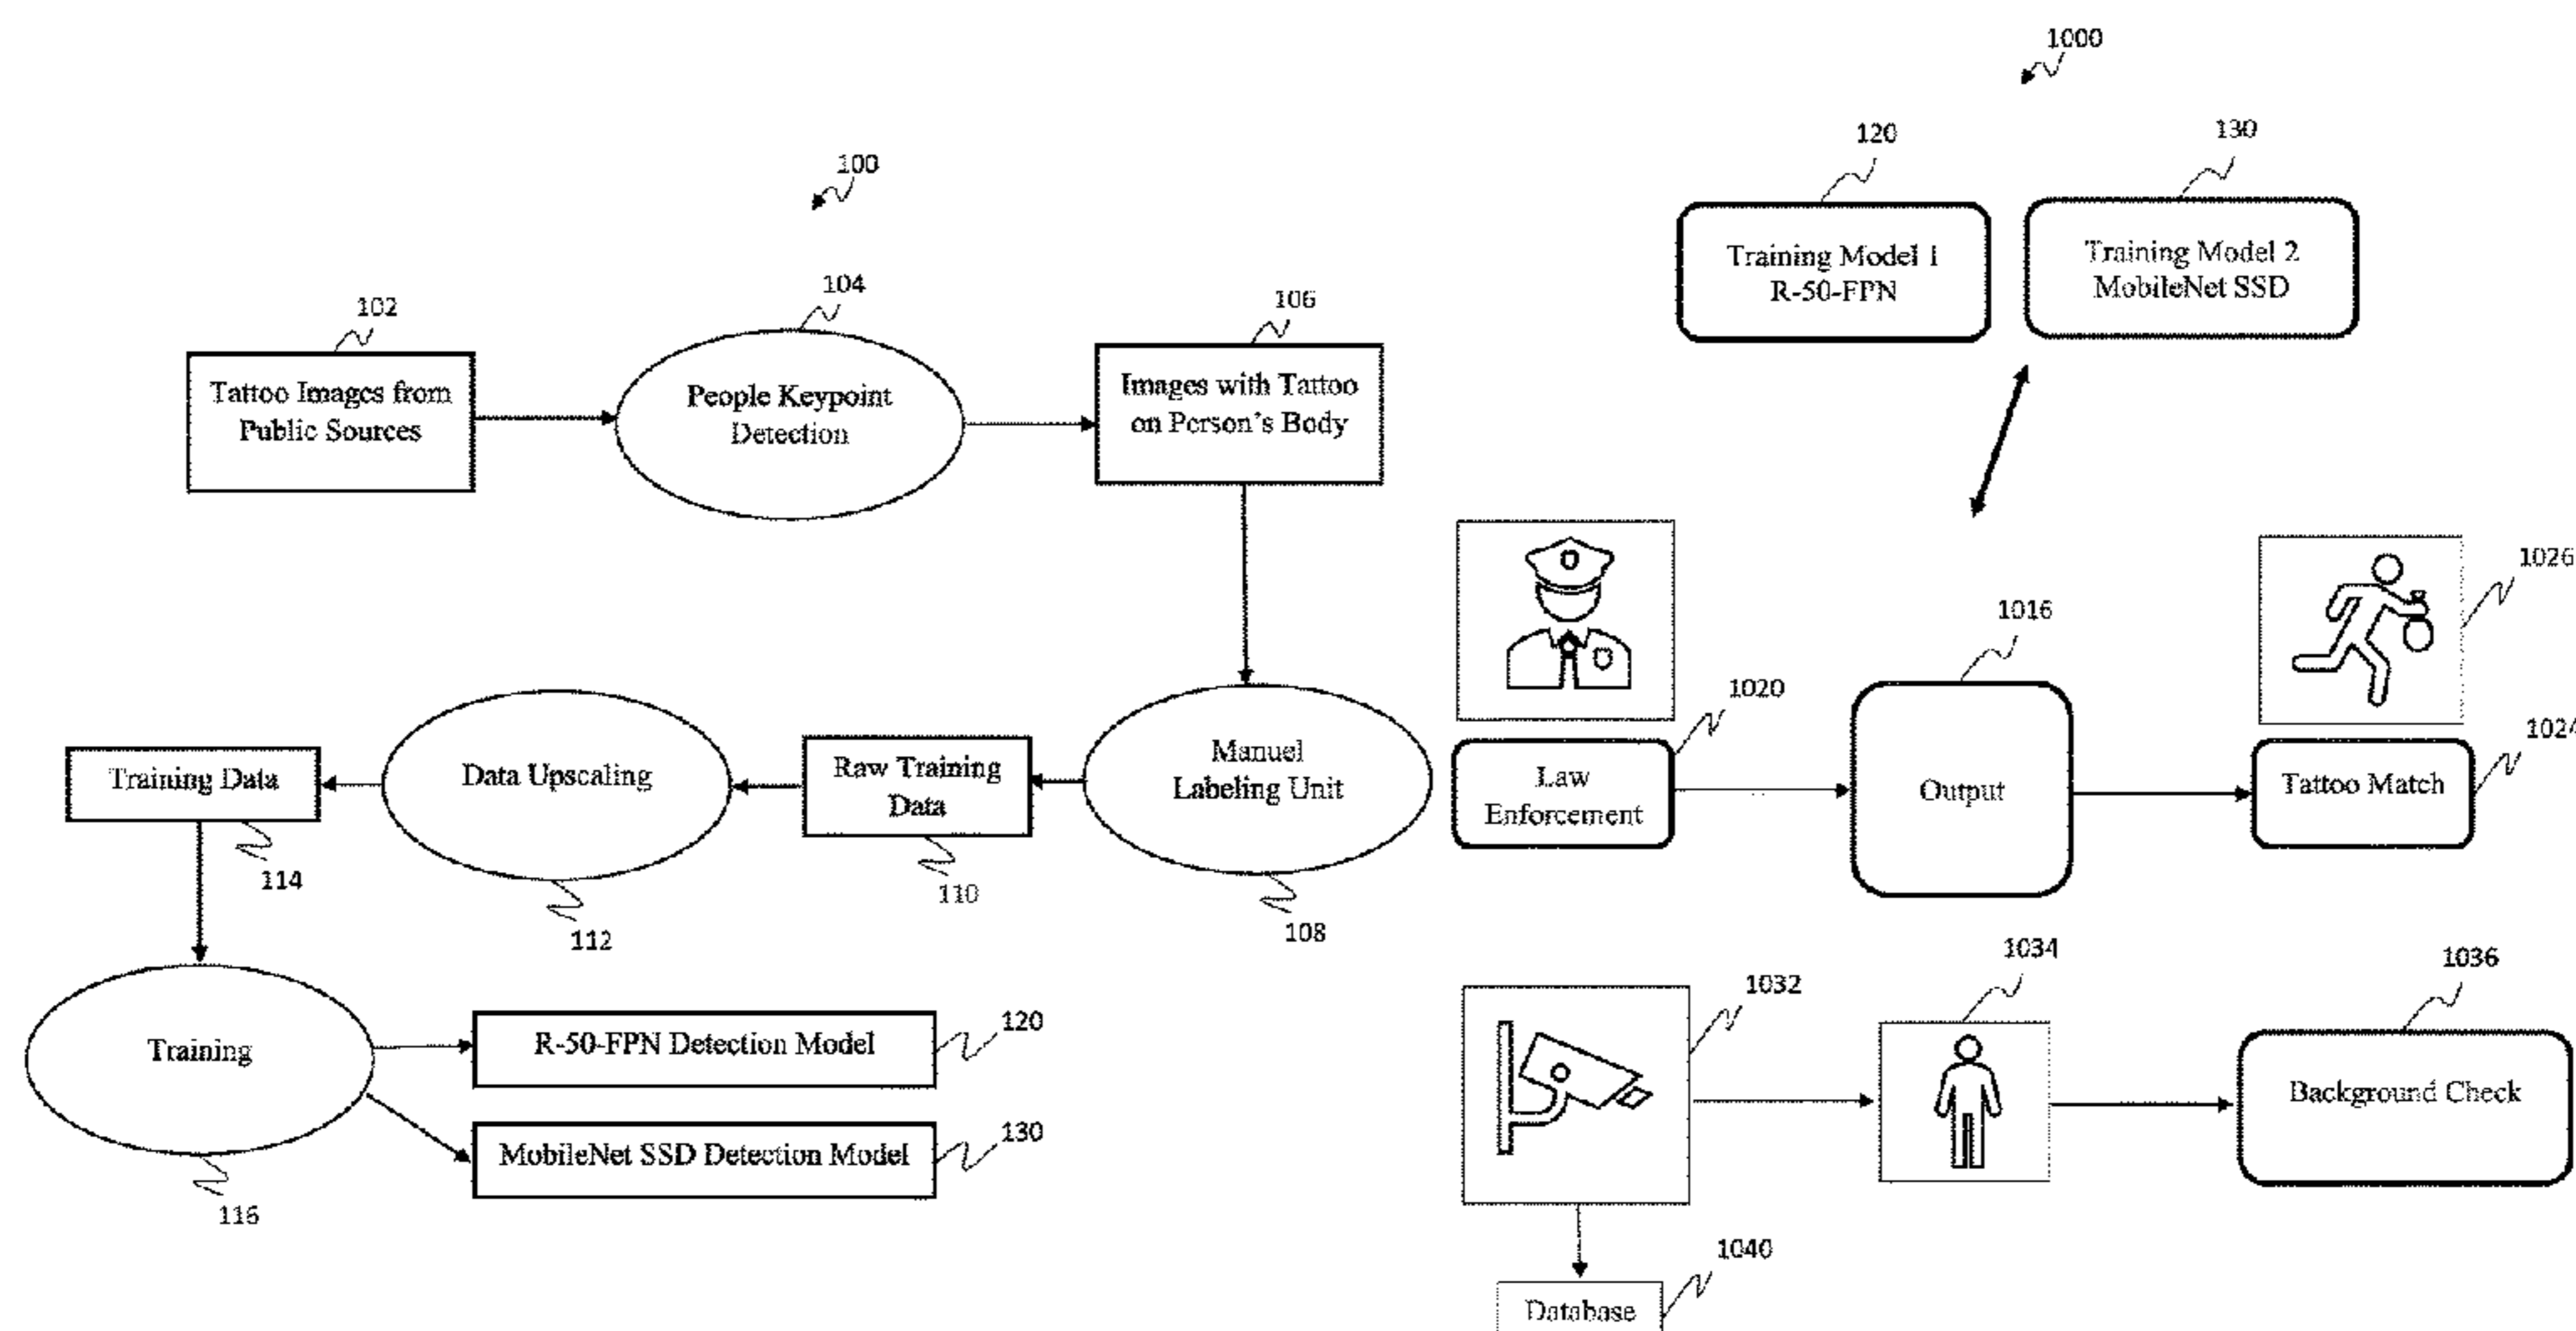 100
102
Tattoo Images from
Public Sources
104
People Keypoint
Detection
106
Images with Tattoo
on Person's Body
Manuel
Labeling Unit
108
Raw Training
Data
110
Data Upscaling
112
Training Data
114
Training
116
R-50-FPN Detection Model
120
MobileNet SSD Detection Model
130
1000
120
Training Model 1
R-50-FPN
130
Training Model 2
MobileNet SSD
1020
Law
Enforcement
1016
Output
1026
1024
Tattoo Match
1032
1034
1036
Background Check
1040
Database